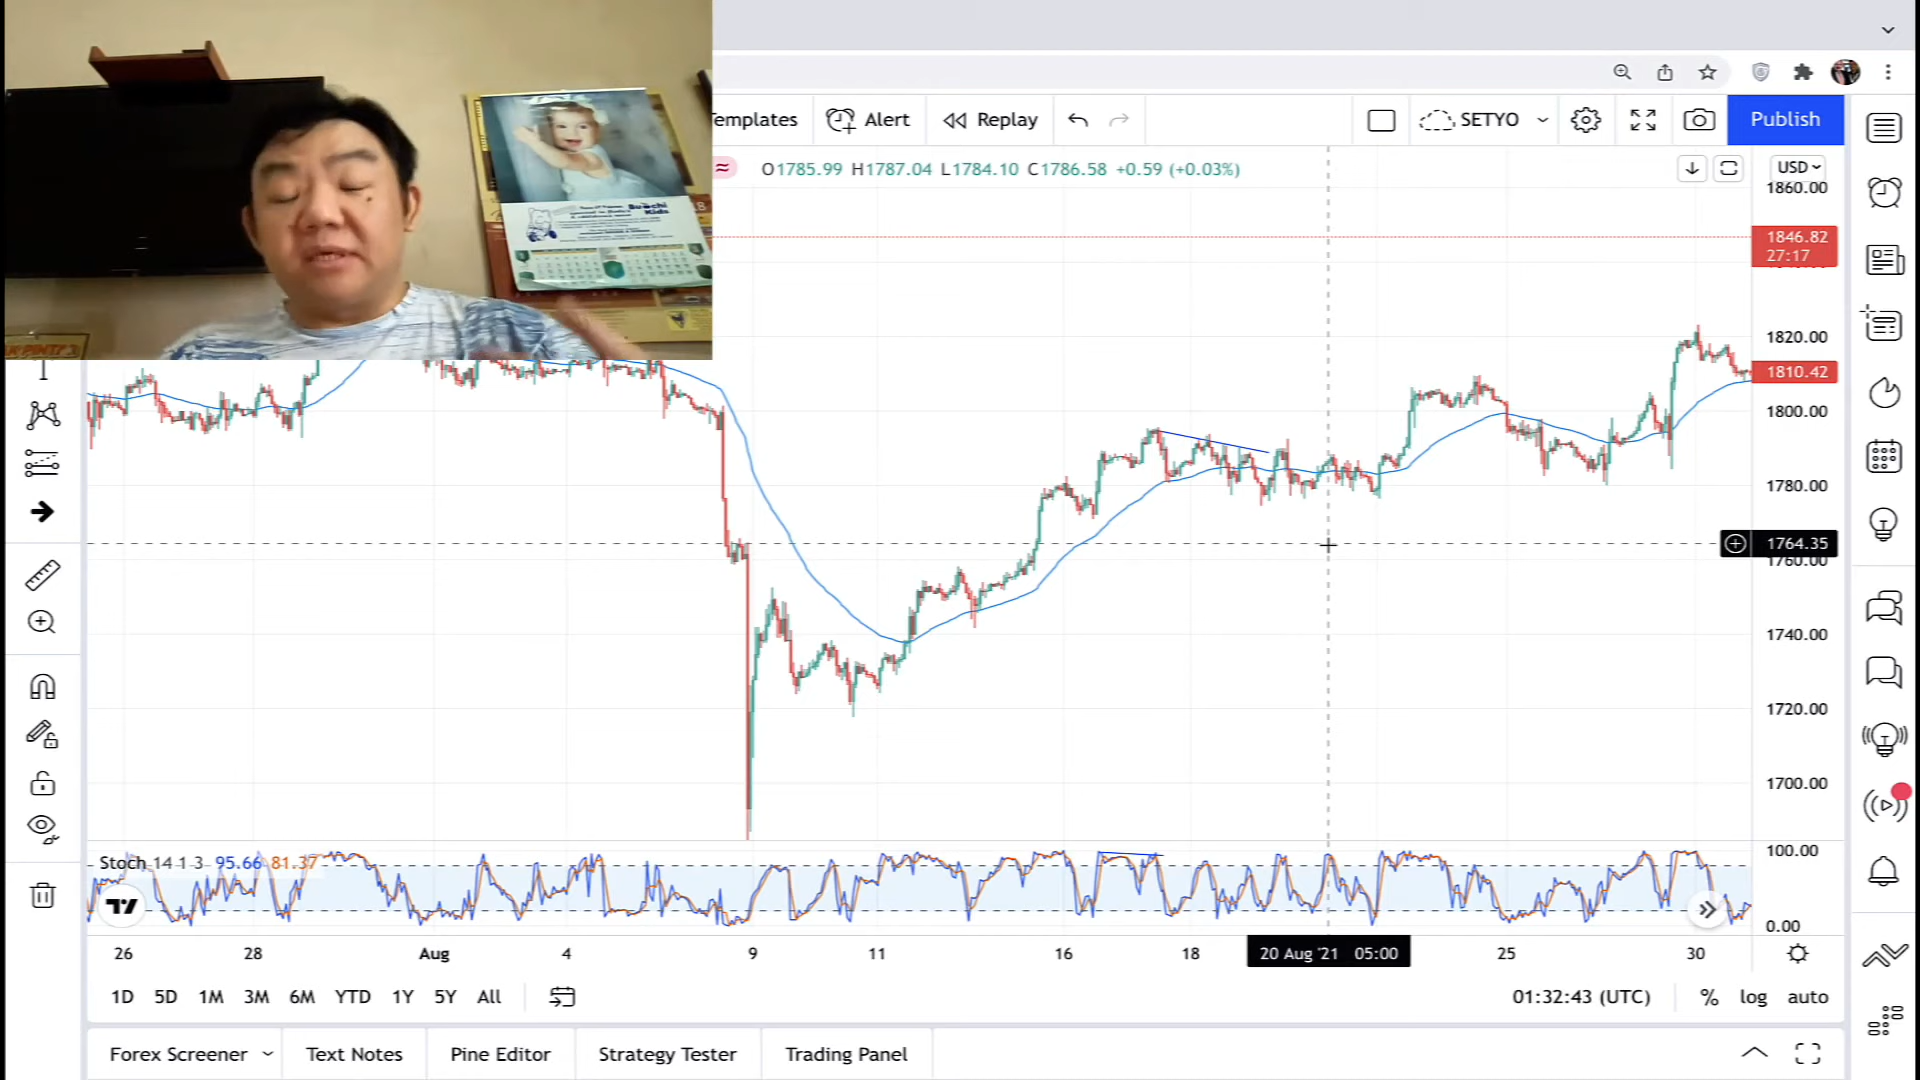 Templates
Alert
Replay
SETYO
Publish
O1785.99 H1787.04 L1784.10 C1786.58 +0.59 (+0.03%)
USD
1860.00
1846.82
27:17
1820.00
1810.42
1800.00
1780.00
1764.35
1760.00
1740.00
1720.00
1700.00
Stoch 14 1 3 95.66 81.37
100.00
0.00
26 28 Aug 4 9 11 16 18 20 Aug '21 05:00 25 30
1D 5D 1M 3M 6M YTD 1Y 5Y All
01:32:43 (UTC) % log auto
Forex Screener Text Notes Pine Editor Strategy Tester Trading Panel